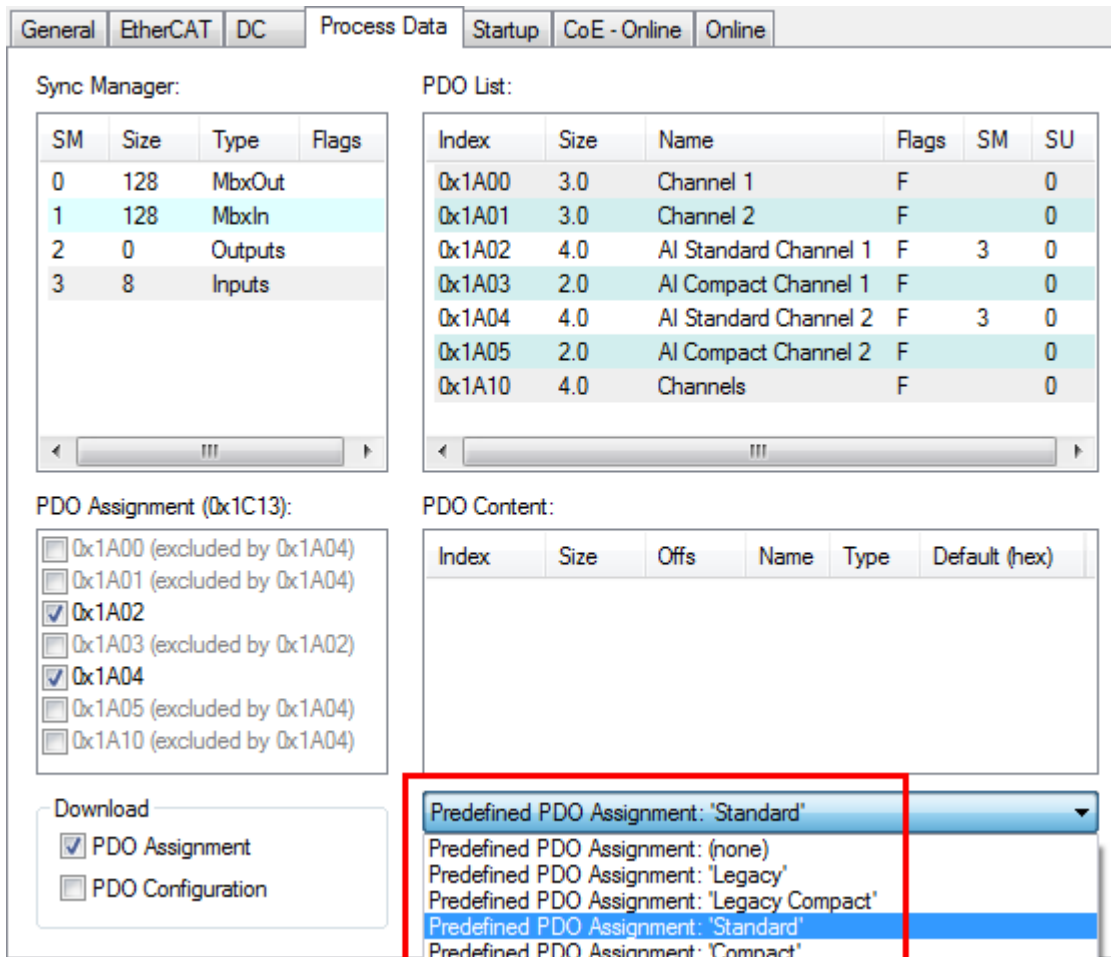 General EtherCAT DC Process Data Startup CoE - Online Online
Sync Manager:
SM Size Type Flags
0 128 MbxOut
1 128 MbxIn
2 0 Outputs
3 8 Inputs
PDO List:
Index Size Name Flags SM SU
0x1A00 3.0 Channel 1 F 0
0x1A01 3.0 Channel 2 F 0
0x1A02 4.0 AI Standard Channel 1 F 3 0
0x1A03 2.0 AI Compact Channel 1 F 0
0x1A04 4.0 AI Standard Channel 2 F 3 0
0x1A05 2.0 AI Compact Channel 2 F 0
0x1A10 4.0 Channels F 0
PDO Assignment (0x1C13):
0x1A00 (excluded by 0x1A04)
0x1A01 (excluded by 0x1A04)
0x1A02
0x1A03 (excluded by 0x1A02)
0x1A04
0x1A05 (excluded by 0x1A04)
0x1A10 (excluded by 0x1A04)
PDO Content:
Index Size Offs Name Type Default (hex)
Download
PDO Assignment
PDO Configuration
Predefined PDO Assignment: 'Standard'
Predefined PDO Assignment: (none)
Predefined PDO Assignment: 'Legacy'
Predefined PDO Assignment: 'Legacy Compact'
Predefined PDO Assignment: 'Standard'
Predefined PDO Assignment: 'Compact'